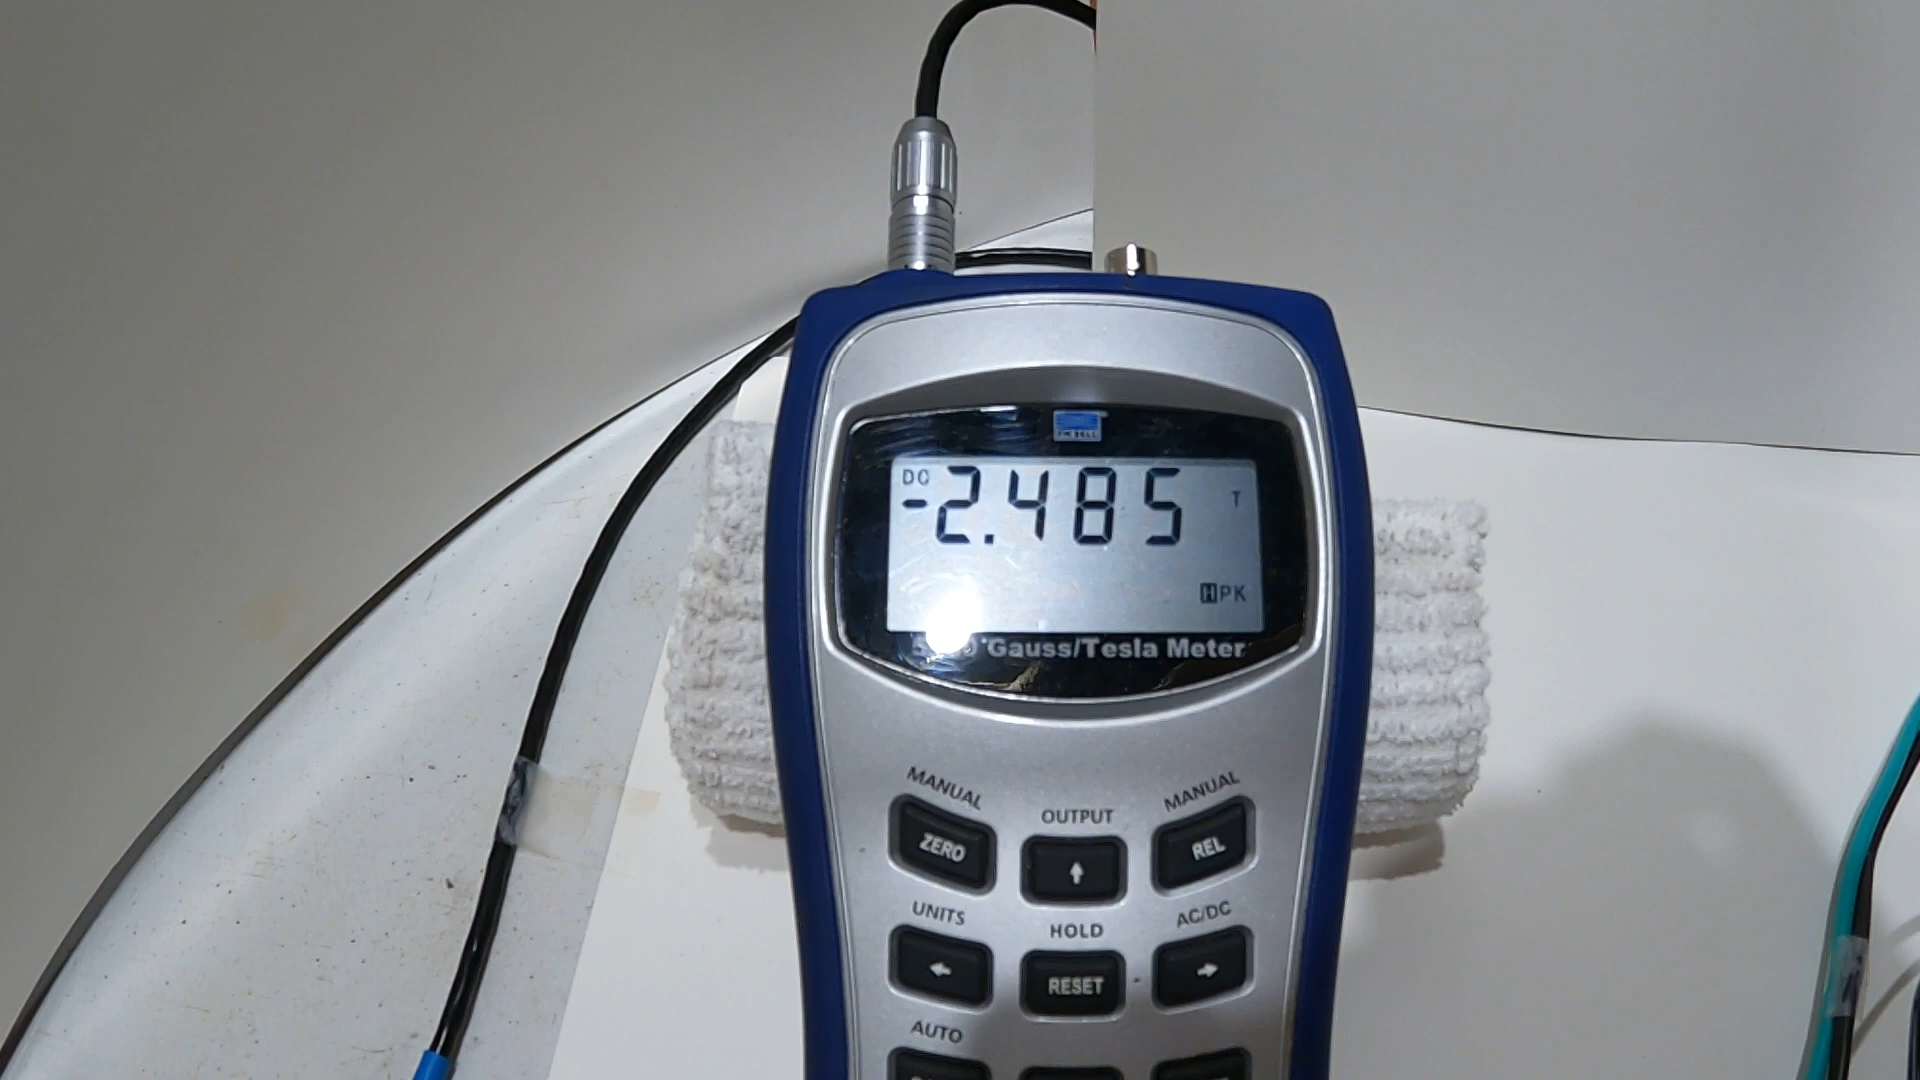 DC
-2.485 T
HPK
Gauss/Tesla Meter
MANUAL OUTPUT MANUAL
ZERO REL
UNITS HOLD AC/DC
RESET
AUTO